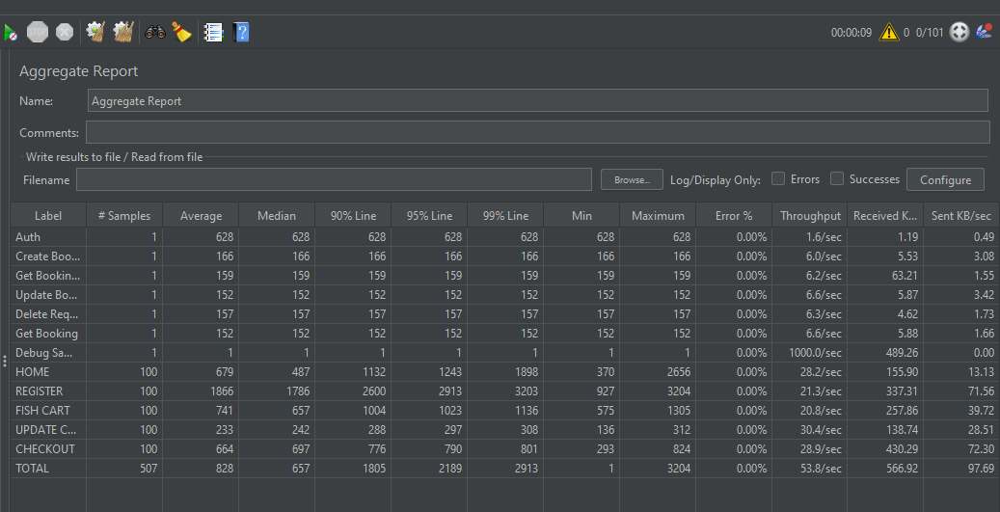 STOP
00:00:09 0 0/101
Aggregate Report
Name: Aggregate Report
Comments:
Write results to file / Read from file
Filename Browse... Log/Display Only: Errors Successes Configure
Label # Samples Average Median 90% Line 95% Line 99% Line Min Maximum Error % Throughput Received K... Sent KB/sec
Auth 1 628 628 628 628 628 628 628 0.00% 1.6/sec 1.19 0.49
Create Boo... 1 166 166 166 166 166 166 166 0.00% 6.0/sec 5.53 3.08
Get Bookin... 1 159 159 159 159 159 159 159 0.00% 6.2/sec 63.21 1.55
Update Bo... 1 152 152 152 152 152 152 152 0.00% 6.6/sec 5.87 3.42
Delete Req... 1 157 157 157 157 157 157 157 0.00% 6.3/sec 4.62 1.73
Get Booking 1 152 152 152 152 152 152 152 0.00% 6.6/sec 5.88 1.66
Debug Sa... 1 1 1 1 1 1 1 1 0.00% 1000.0/sec 489.26 0.00
HOME 100 679 487 1132 1243 1898 370 2656 0.00% 28.2/sec 155.90 13.13
REGISTER 100 1866 1786 2600 2913 3203 927 3204 0.00% 21.3/sec 337.31 71.56
FISH CART 100 741 657 1004 1023 1136 575 1305 0.00% 20.8/sec 257.86 39.72
UPDATE C... 100 233 242 288 297 308 136 312 0.00% 30.4/sec 138.74 28.51
CHECKOUT 100 664 697 776 790 801 293 824 0.00% 28.9/sec 430.29 72.30
TOTAL 507 828 657 1805 2189 2913 1 3204 0.00% 53.8/sec 566.92 97.69